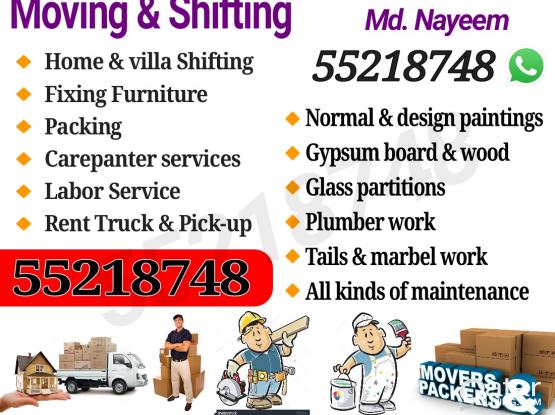 Moving & Shifting
Md. Nayeem
55218748
Home & villa Shifting
Fixing Furniture
Packing
Carepanter services
Labor Service
Rent Truck & Pick-up
55218748
Normal & design paintings
Gypsum board & wood
Glass partitions
Plumber work
Tails & marbel work
All kinds of maintenance
55218748
MOVERS &
PACKERS